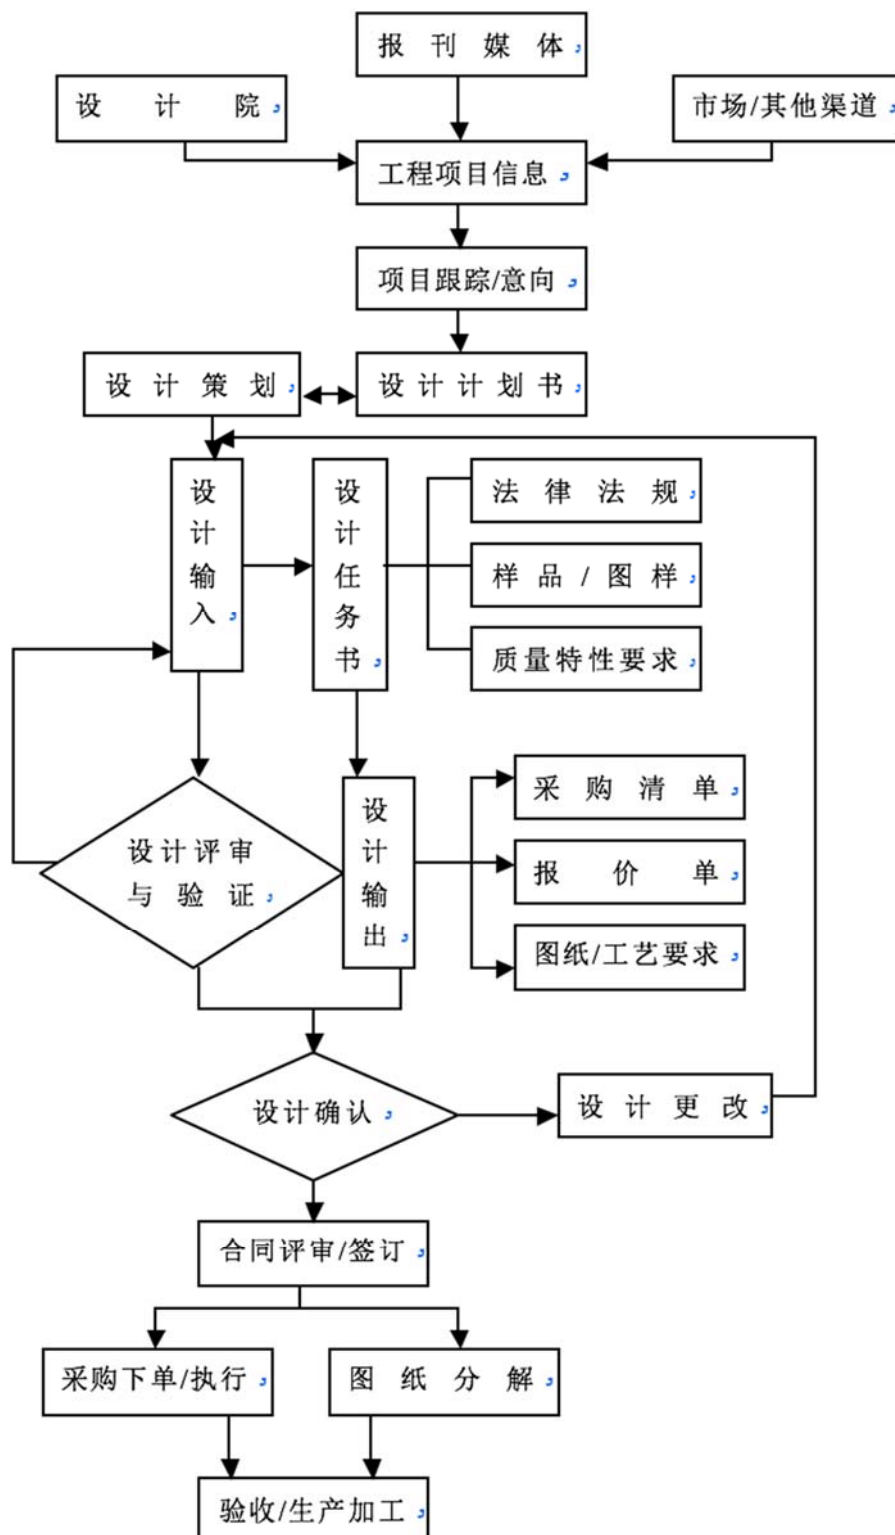 报刊媒体
设计院
市场/其他渠道
工程项目信息
项目跟踪/意向
设计策划
设计计划书
设计输入
设计任务书
法律法规
样品/图样
质量特性要求
设计评审
与验证
设计输出
采购清单
报价单
图纸/工艺要求
设计确认
设计更改
合同评审/签订
采购下单/执行
图纸分解
验收/生产加工